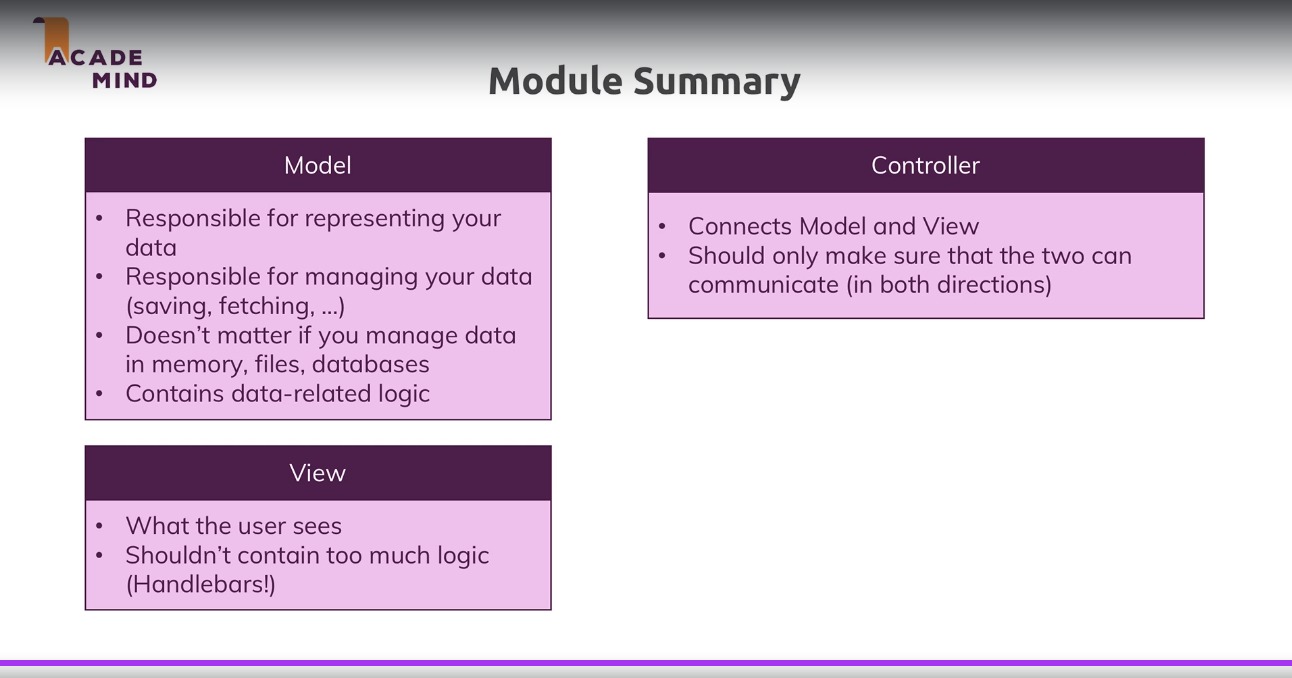 ACADE
MIND
Module Summary
Model
• Responsible for representing your
data
• Responsible for managing your data
(saving, fetching, ...)
• Doesn’t matter if you manage data
in memory, files, databases
• Contains data-related logic
View
• What the user sees
• Shouldn’t contain too much logic
(Handlebars!)
Controller
• Connects Model and View
• Should only make sure that the two can
communicate (in both directions)